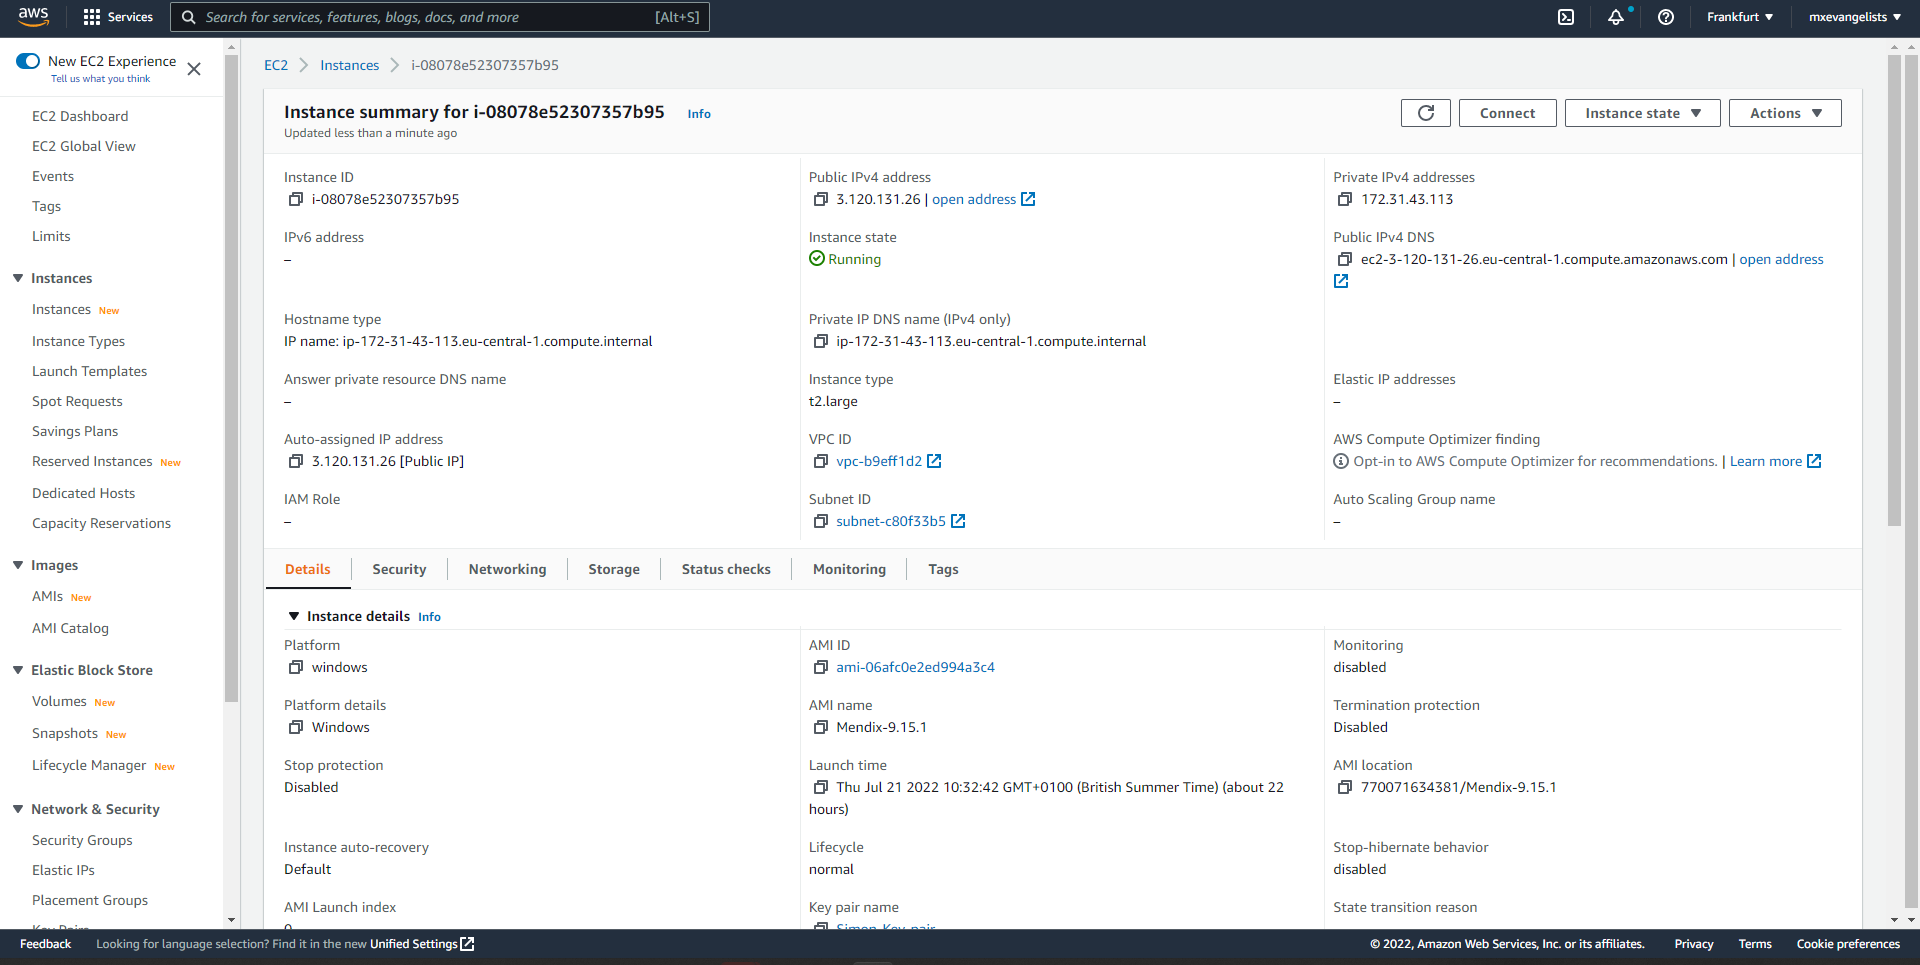 aws
Services
Search for services, features, blogs, docs, and more
[Alt+S]
Frankfurt
mxevangelists
New EC2 Experience
Tell us what you think
EC2 Dashboard
EC2 Global View
Events
Tags
Limits
Instances
Instances New
Instance Types
Launch Templates
Spot Requests
Savings Plans
Reserved Instances New
Dedicated Hosts
Capacity Reservations
Images
AMIs New
AMI Catalog
Elastic Block Store
Volumes New
Snapshots New
Lifecycle Manager New
Network & Security
Security Groups
Elastic IPs
Placement Groups
EC2 Instances i-08078e52307357b95
Instance summary for i-08078e52307357b95 Info
Updated less than a minute ago
Connect
Instance state
Actions
Instance ID
i-08078e52307357b95
Public IPv4 address
3.120.131.26 | open address
Private IPv4 addresses
172.31.43.113
IPv6 address
–
Instance state
Running
Public IPv4 DNS
ec2-3-120-131-26.eu-central-1.compute.amazonaws.com | open address
Hostname type
IP name: ip-172-31-43-113.eu-central-1.compute.internal
Private IP DNS name (IPv4 only)
ip-172-31-43-113.eu-central-1.compute.internal
Answer private resource DNS name
–
Instance type
t2.large
Elastic IP addresses
–
Auto-assigned IP address
3.120.131.26 [Public IP]
VPC ID
vpc-b9eff1d2
AWS Compute Optimizer finding
Opt-in to AWS Compute Optimizer for recommendations. | Learn more
IAM Role
–
Subnet ID
subnet-c80f33b5
Auto Scaling Group name
–
Details
Security
Networking
Storage
Status checks
Monitoring
Tags
Instance details Info
Platform
windows
AMI ID
ami-06afc0e2ed994a3c4
Monitoring
disabled
Platform details
Windows
AMI name
Mendix-9.15.1
Termination protection
Disabled
Stop protection
Disabled
Launch time
Thu Jul 21 2022 10:32:42 GMT+0100 (British Summer Time) (about 22
hours)
AMI location
770071634381/Mendix-9.15.1
Instance auto-recovery
Default
Lifecycle
normal
Stop-hibernate behavior
disabled
AMI Launch index
Key pair name
Simon-Key-pair
State transition reason
Feedback
Looking for language selection? Find it in the new Unified Settings
© 2022, Amazon Web Services, Inc. or its affiliates.
Privacy
Terms
Cookie preferences